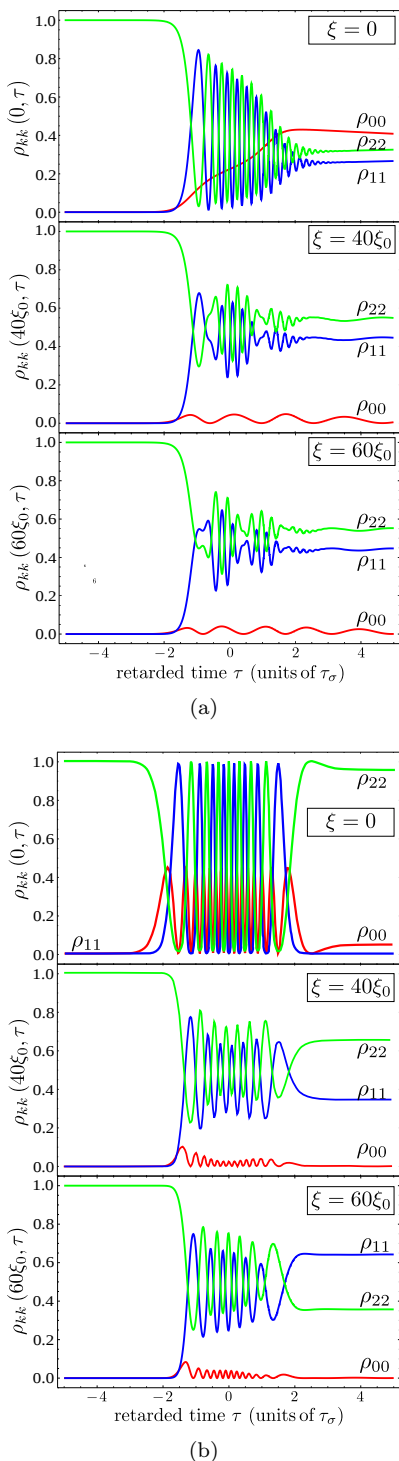 1.0
0.8
0.6
0.4
0.2
0.0
ρkk (0, τ)
ξ = 0
ρ00
ρ22
ρ11
1.0
0.8
0.6
0.4
0.2
0.0
ρkk (40ξ0, τ)
ξ = 40ξ0
ρ22
ρ11
ρ00
1.0
0.8
0.6
0.4
0.2
0.0
ρkk (60ξ0, τ)
ξ = 60ξ0
ρ22
ρ11
ρ00
6
−4 −2 0 2 4
retarded time τ (units of τσ)
(a)
1.0
0.8
0.6
0.4
0.2
0.0
ρkk (0, τ)
ρ22
ξ = 0
ρ11
ρ00
1.0
0.8
0.6
0.4
0.2
0.0
ρkk (40ξ0, τ)
ξ = 40ξ0
ρ22
ρ11
ρ00
1.0
0.8
0.6
0.4
0.2
0.0
ρkk (60ξ0, τ)
ξ = 60ξ0
ρ11
ρ22
ρ00
−4 −2 0 2 4
retarded time τ (units of τσ)
(b)